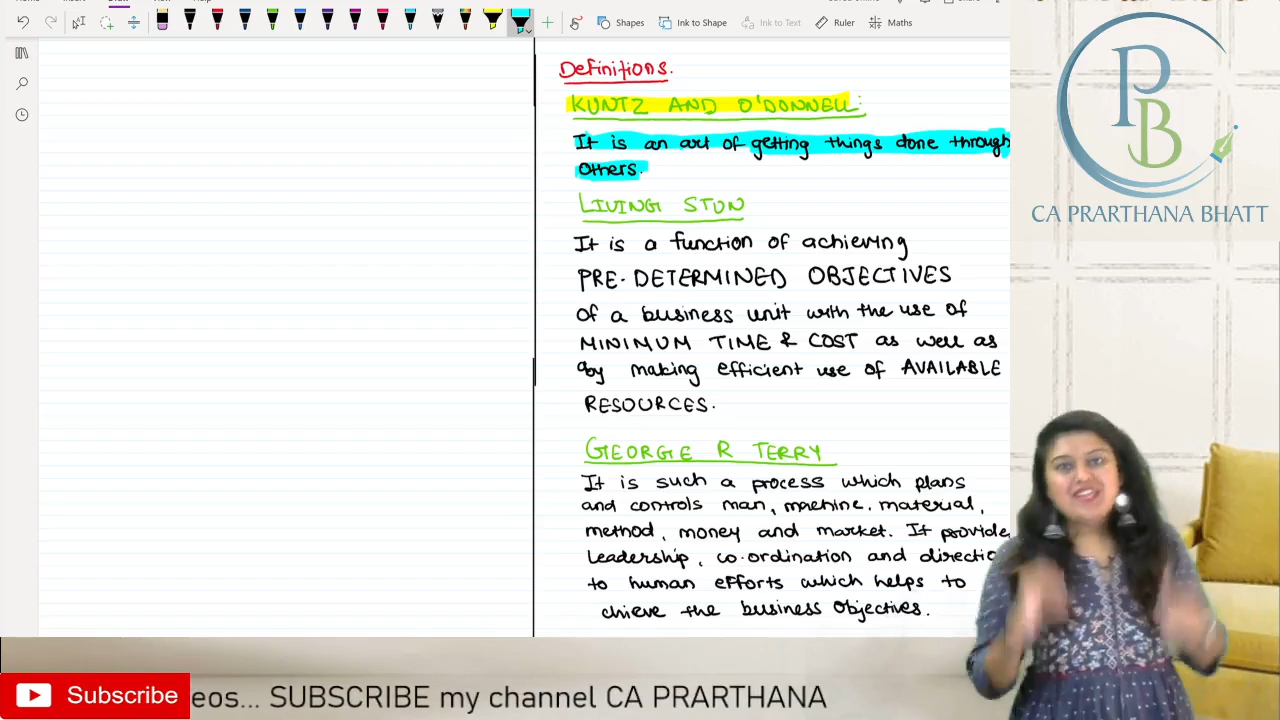 Shapes
Ink to Shape
Ink to Text
Ruler
Maths
Definitions.
KUNTZ AND O'DONNELL:
It is an art of getting things done through
others.
LIVING STON
It is a function of achieving
PRE-DETERMINED OBJECTIVES
of a business unit with the use of
MINIMUM TIME & COST as well as
by making efficient use of AVAILABLE
RESOURCES.
GEORGE R TERRY
It is such a process which plans
and controls man, machine, material,
method, money and market. It provide
leadership, co-ordination and directio
to human efforts which helps to
chieve the business objectives.
PB
CA PRARTHANA BHATT
Subscribe
eos... SUBSCRIBE my channel CA PRARTHANA